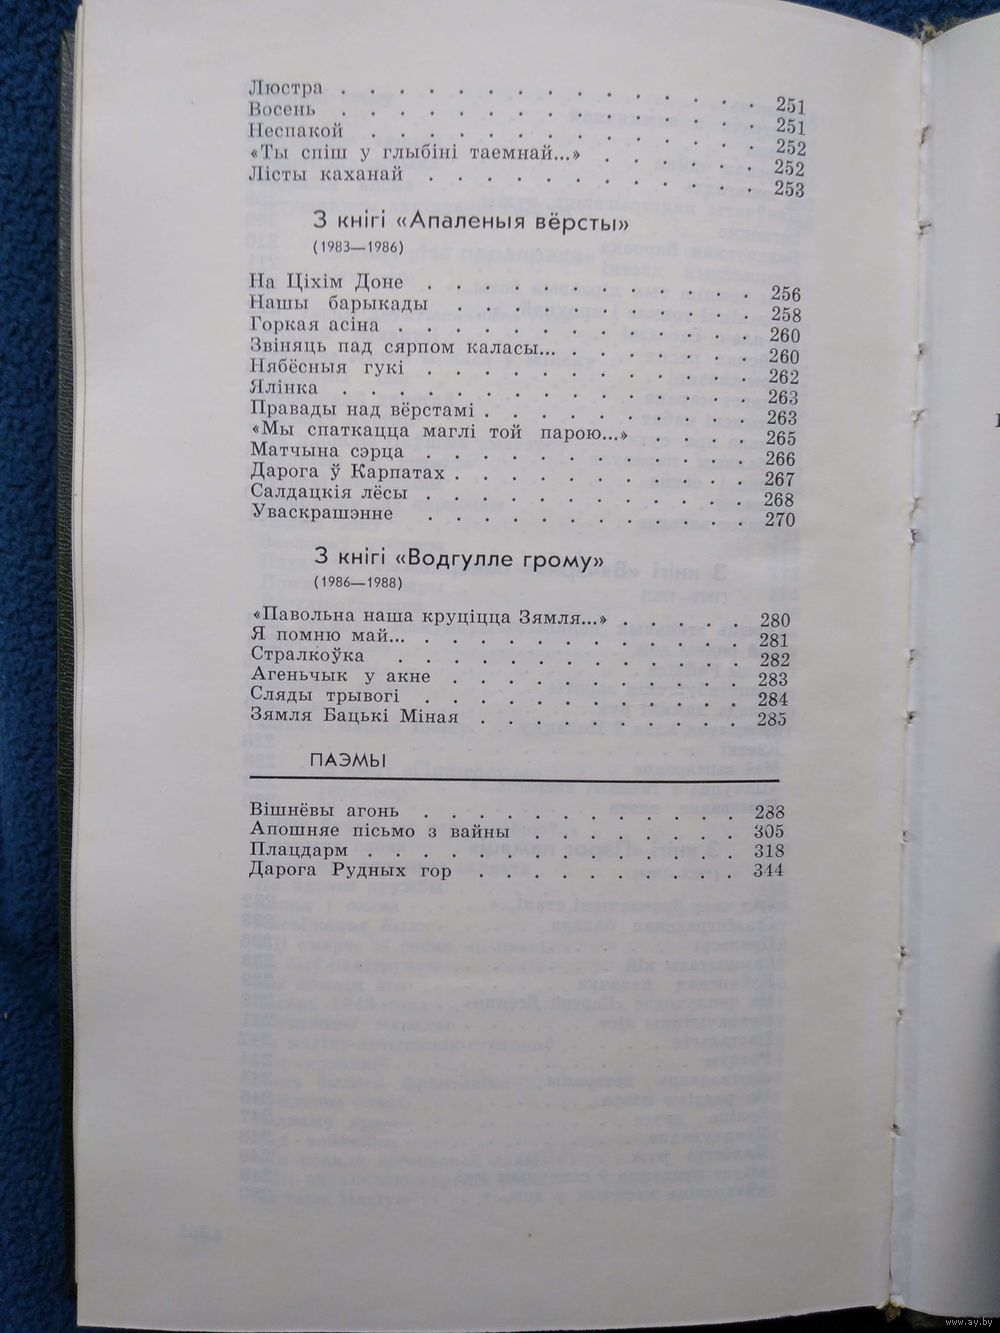 Люстра . . . . . . . . . . . . . . . 251
Восень . . . . . . . . . . . . . . . 251
Неспакой . . . . . . . . . . . . . . 252
«Ты спіш у глыбіні таемнай...» . . . . . . 252
Лісты каханай . . . . . . . . . . . . 253
З кнігі «Апаленыя вёрсты»
(1983—1986)
На Ціхім Доне . . . . . . . . . . . . 256
Нашы барыкады . . . . . . . . . . . 258
Горкая асіна . . . . . . . . . . . . . 260
Звіняць пад сярпом каласы... . . . . . . . 260
Нябёсныя гукі . . . . . . . . . . . . 262
Ялінка . . . . . . . . . . . . . . . 263
Правады над вёрстамі . . . . . . . . . . 263
«Мы спаткацца маглі той парою...» . . . . 265
Матчына сэрца . . . . . . . . . . . . 266
Дарога ў Карпатах . . . . . . . . . . . 267
Салдацкія лёсы . . . . . . . . . . . . 268
Уваскрашэнне . . . . . . . . . . . . 270
З кнігі «Водгулле грому»
(1986—1988)
«Павольна наша круціцца Зямля...» . . . . . 280
Я помню май... . . . . . . . . . . . . 281
Стралкоўка . . . . . . . . . . . . . 282
Агеньчык у акне . . . . . . . . . . . 283
Сляды трывогі . . . . . . . . . . . . 284
Зямля Бацькі Міная . . . . . . . . . . 285
ПАЭМЫ
Вішнёвы агонь . . . . . . . . . . . . 288
Апошняе пісьмо з вайны . . . . . . . . 305
Плацдарм . . . . . . . . . . . . . . 318
Дарога Рудных гор . . . . . . . . . . 344
www.ay.by